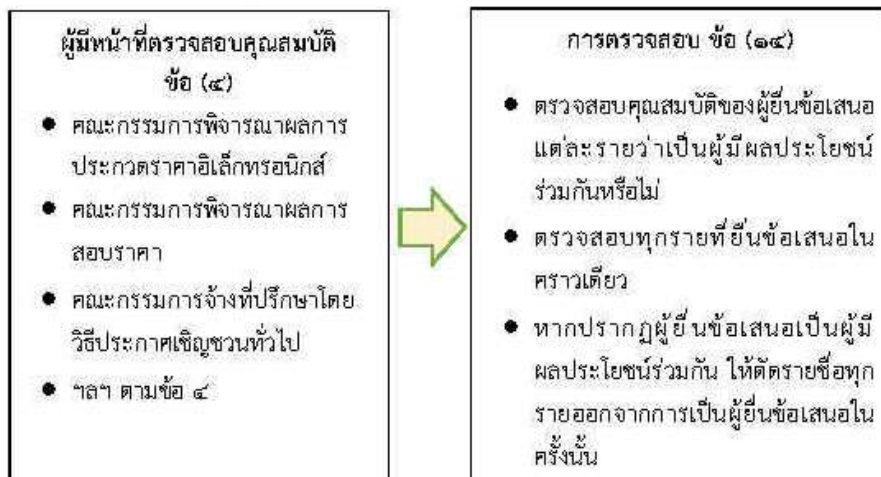 ผู้มีหน้าที่ตรวจสอบคุณสมบัติ
ข้อ (๔)
● คณะกรรมการพิจารณาผลการ
ประกวดราคาอิเล็กทรอนิกส์
● คณะกรรมการพิจารณาผลการ
สอบราคา
● คณะกรรมการจ้างที่ปรึกษาโดย
วิธีประกาศเชิญชวนทั่วไป
● ฯลฯ ตามข้อ ๔
การตรวจสอบ ข้อ (๑๔)
● ตรวจสอบคุณสมบัติของผู้ยื่นข้อเสนอ
แต่ละรายว่าเป็นผู้มีผลประโยชน์
ร่วมกันหรือไม่
● ตรวจสอบทุกรายที่ยื่นข้อเสนอใน
คราวเดียว
● หากปรากฏผู้ยื่นข้อเสนอเป็นผู้มี
ผลประโยชน์ร่วมกัน ให้ตัดรายชื่อทุก
รายออกจากการเป็นผู้ยื่นข้อเสนอใน
ครั้งนั้น